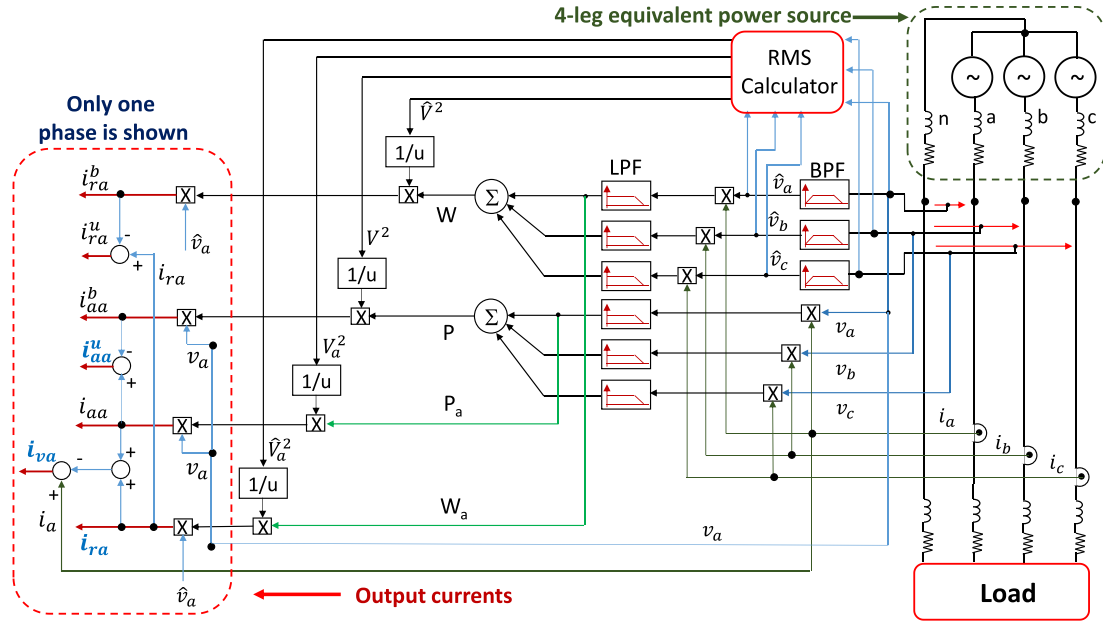 4-leg equivalent power source
RMS
Calculator
~ ~ ~
n a b c
Only one
phase is shown
V̂²
1/u
LPF
BPF
i_ra^b
X
X
W
Σ
X
v̂_a
i_ra^u
-
+
v̂_a
X
v̂_b
i_ra
V²
1/u
X
v̂_c
i_aa^b
X
X
P
Σ
X
v_a
i_aa^u
-
+
v_a
V_a²
1/u
X
v_b
X
v_c
i_aa
X
X
P_a
i_a
i_va
-
+
+
+
v_a
V̂_a²
1/u
i_b
i_c
i_a
i_ra
X
X
W_a
v_a
v̂_a
Output currents
Load